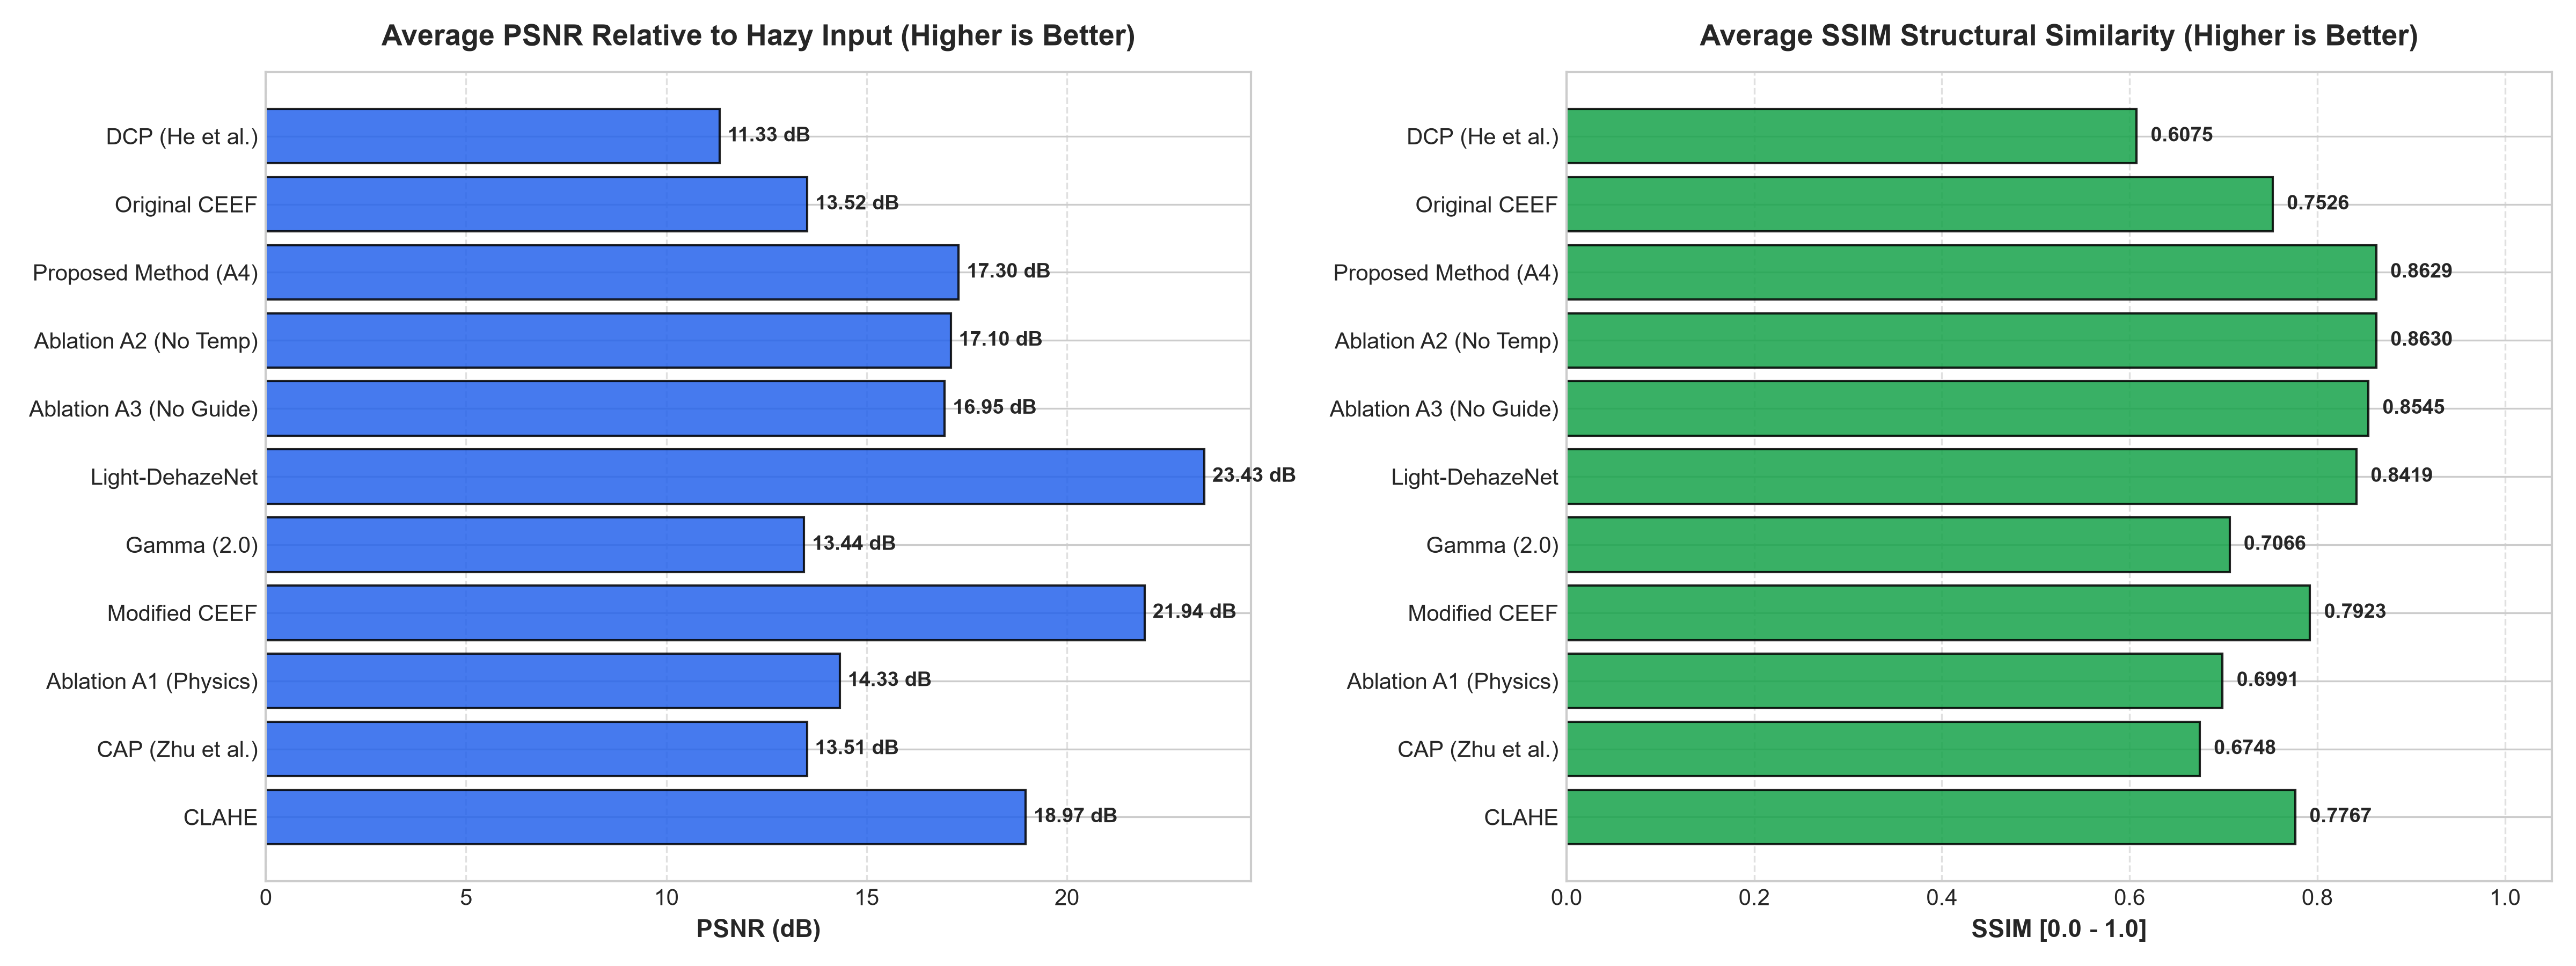 Average PSNR Relative to Hazy Input (Higher is Better)
DCP (He et al.)
11.33 dB
Original CEEF
13.52 dB
Proposed Method (A4)
17.30 dB
Ablation A2 (No Temp)
17.10 dB
Ablation A3 (No Guide)
16.95 dB
Light-DehazeNet
23.43 dB
Gamma (2.0)
13.44 dB
Modified CEEF
21.94 dB
Ablation A1 (Physics)
14.33 dB
CAP (Zhu et al.)
13.51 dB
CLAHE
18.97 dB
0 5 10 15 20
PSNR (dB)
Average SSIM Structural Similarity (Higher is Better)
DCP (He et al.)
0.6075
Original CEEF
0.7526
Proposed Method (A4)
0.8629
Ablation A2 (No Temp)
0.8630
Ablation A3 (No Guide)
0.8545
Light-DehazeNet
0.8419
Gamma (2.0)
0.7066
Modified CEEF
0.7923
Ablation A1 (Physics)
0.6991
CAP (Zhu et al.)
0.6748
CLAHE
0.7767
0.0 0.2 0.4 0.6 0.8 1.0
SSIM [0.0 - 1.0]